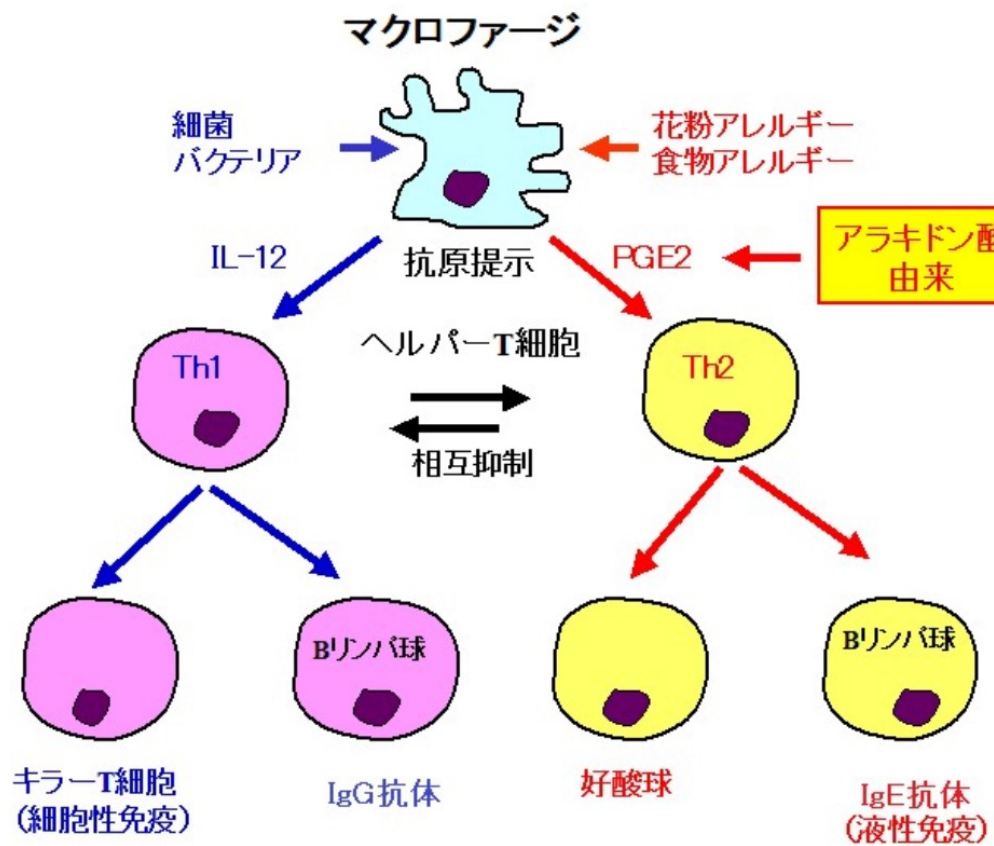 マクロファージ
細菌
バクテリア
花粉アレルギー
食物アレルギー
IL-12
抗原提示
PGE2
アラキドン酸
由来
ヘルパーT細胞
Th1
Th2
相互抑制
Bリンパ球
Bリンパ球
キラーT細胞
(細胞性免疫)
IgG抗体
好酸球
IgE抗体
(液性免疫)